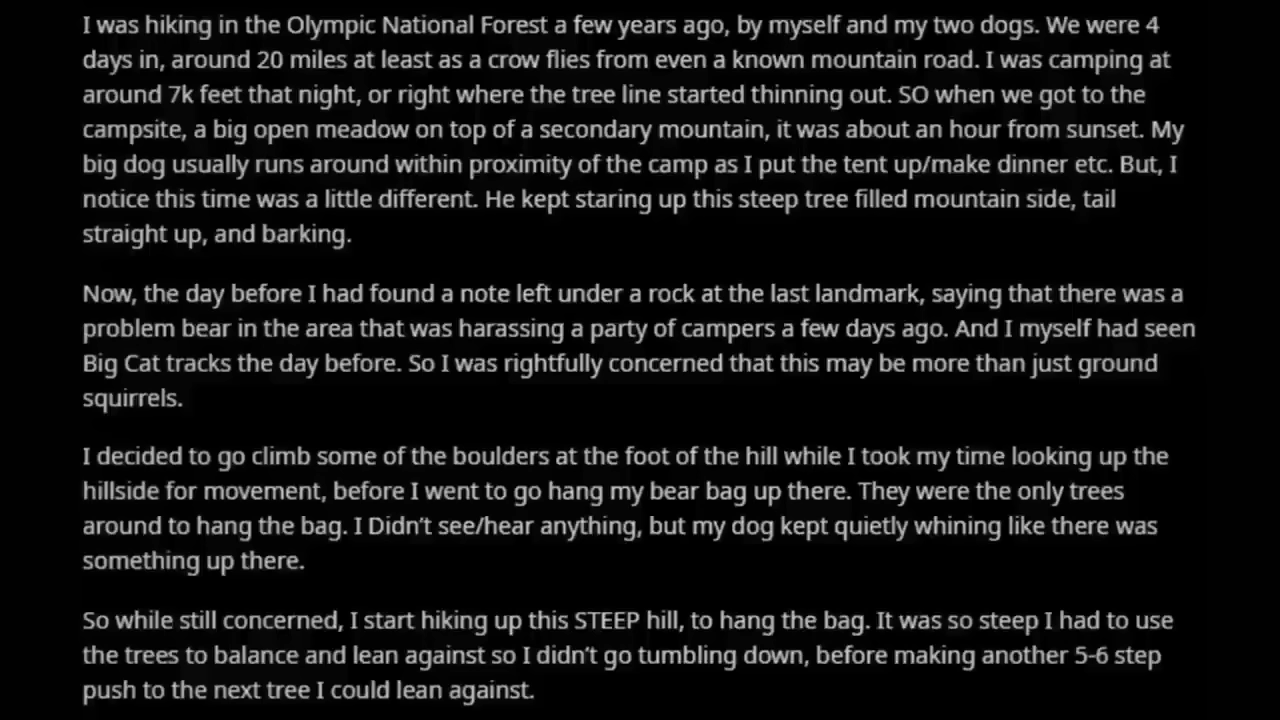 I was hiking in the Olympic National Forest a few years ago, by myself and my two dogs. We were 4
days in, around 20 miles at least as a crow flies from even a known mountain road. I was camping at
around 7k feet that night, or right where the tree line started thinning out. SO when we got to the
campsite, a big open meadow on top of a secondary mountain, it was about an hour from sunset. My
big dog usually runs around within proximity of the camp as I put the tent up/make dinner etc. But, I
notice this time was a little different. He kept staring up this steep tree filled mountain side, tail
straight up, and barking.
Now, the day before I had found a note left under a rock at the last landmark, saying that there was a
problem bear in the area that was harassing a party of campers a few days ago. And I myself had seen
Big Cat tracks the day before. So I was rightfully concerned that this may be more than just ground
squirrels.
I decided to go climb some of the boulders at the foot of the hill while I took my time looking up the
hillside for movement, before I went to go hang my bear bag up there. They were the only trees
around to hang the bag. I Didn't see/hear anything, but my dog kept quietly whining like there was
something up there.
So while still concerned, I start hiking up this STEEP hill, to hang the bag. It was so steep I had to use
the trees to balance and lean against so I didn't go tumbling down, before making another 5-6 step
push to the next tree I could lean against.